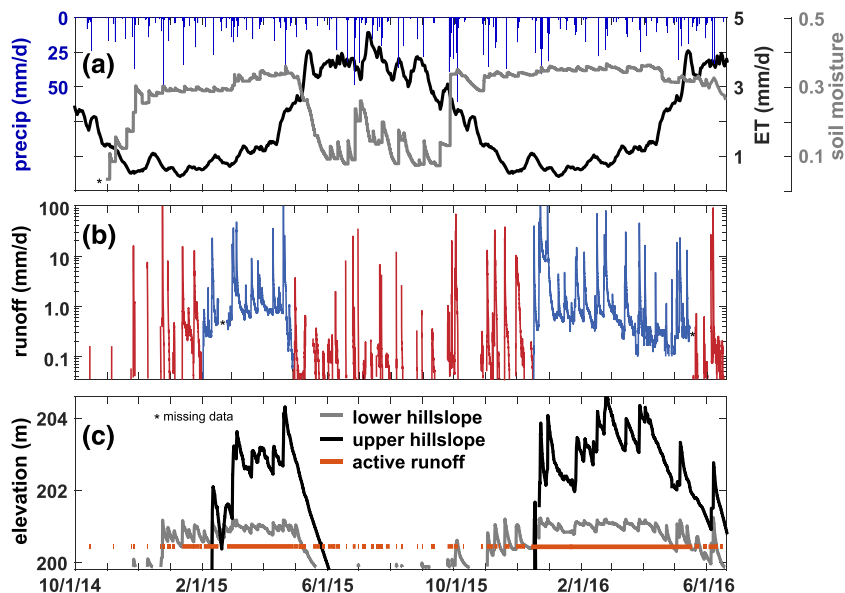 0
25
50
precip (mm/d)
(a)
*
5
3
1
ET (mm/d)
0.5
0.3
0.1
soil moisture
100
10
1.0
0.1
runoff (mm/d)
(b)
*
*
204
202
200
elevation (m)
(c)
* missing data
lower hillslope
upper hillslope
active runoff
10/1/14
2/1/15
6/1/15
10/1/15
2/1/16
6/1/16